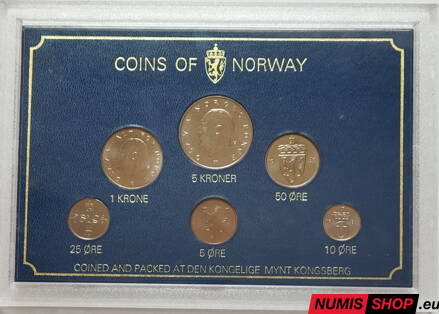 COINS OF NORWAY
5 KRONER
1 KRONE
50 ØRE
25 ØRE
5 ØRE
10 ØRE
COINED AND PACKED AT DEN KONGELIGE MYNT KONGSBERG
NUMIS SHOP.eu